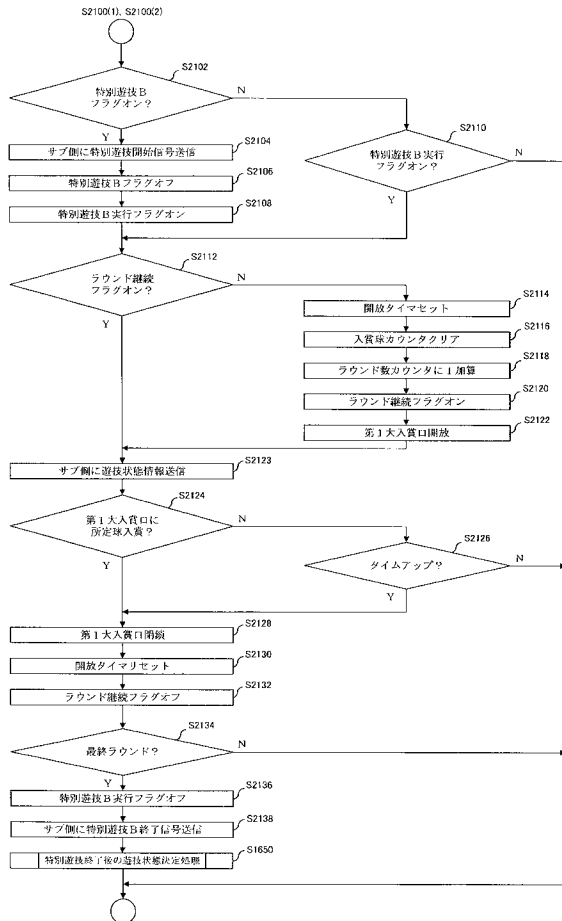 S2100(1)、S2100(2)
S2102
特別遊技B
フラグオン？
N
Y
S2104
サブ側に特別遊技開始信号送信
S2110
特別遊技B実行
フラグオン？
N
Y
S2106
特別遊技Bフラグオフ
S2108
特別遊技B実行フラグオン
S2112
ラウンド継続
フラグオン？
N
Y
S2114
開放タイマセット
S2116
入賞球カウンタクリア
S2118
ラウンド数カウンタに1加算
S2120
ラウンド継続フラグオン
S2122
第1大入賞口開放
S2123
サブ側に遊技状態情報送信
S2124
第1大入賞口に
所定球入賞？
N
Y
S2126
タイムアップ？
N
Y
S2128
第1大入賞口閉鎖
S2130
開放タイマリセット
S2132
ラウンド継続フラグオフ
S2134
最終ラウンド？
N
Y
S2136
特別遊技B実行フラグオフ
S2138
サブ側に特別遊技B終了信号送信
S1650
特別遊技終了後の遊技状態決定処理